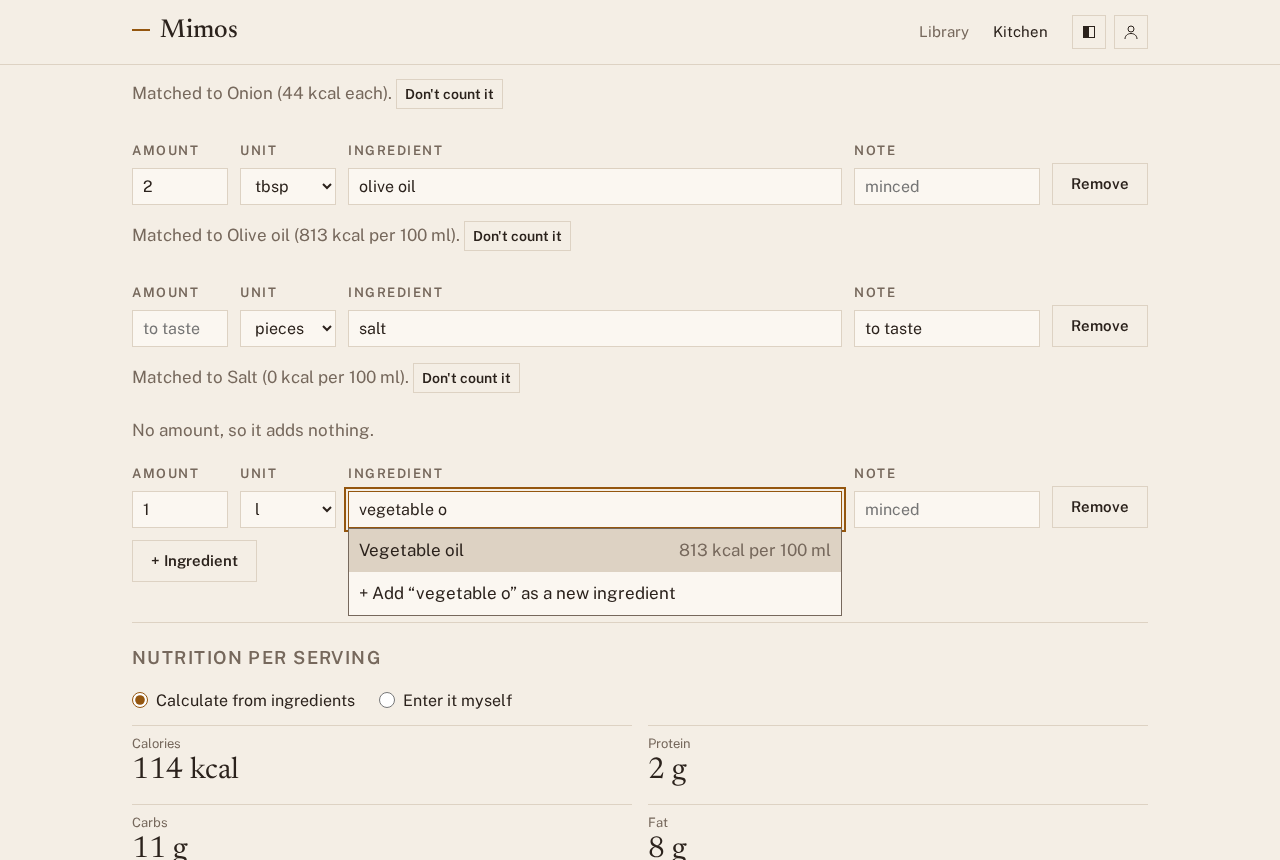 Mimos
Library Kitchen
Matched to Onion (44 kcal each). Don't count it
AMOUNT UNIT INGREDIENT NOTE
2 tbsp olive oil minced Remove
Matched to Olive oil (813 kcal per 100 ml). Don't count it
AMOUNT UNIT INGREDIENT NOTE
to taste pieces salt to taste Remove
Matched to Salt (0 kcal per 100 ml). Don't count it
No amount, so it adds nothing.
AMOUNT UNIT INGREDIENT NOTE
1 l vegetable o minced Remove
Vegetable oil 813 kcal per 100 ml
+ Ingredient
+ Add “vegetable o” as a new ingredient
NUTRITION PER SERVING
Calculate from ingredients Enter it myself
Calories Protein
114 kcal 2 g
Carbs Fat
11 g 8 g